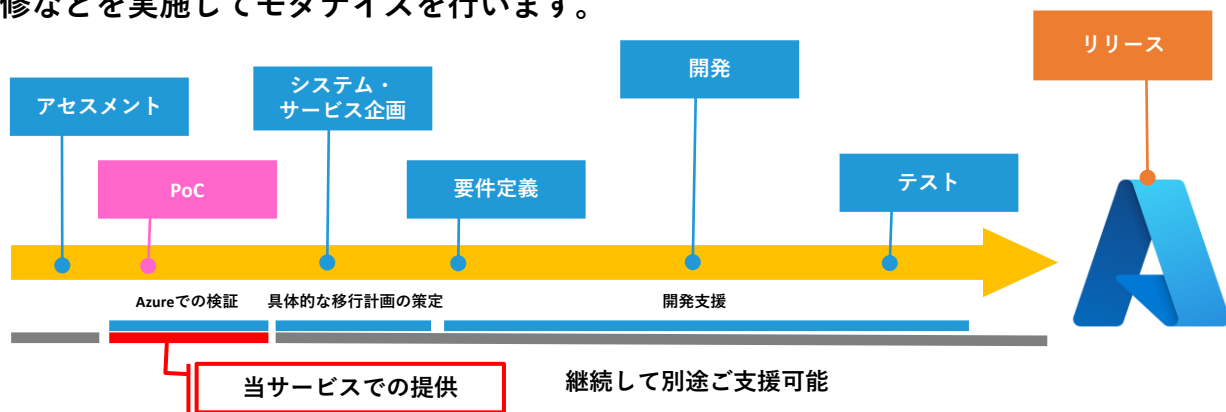 修などを実施してモダナイズを行います。
リリース
開発
システム・
サービス企画
アセスメント
PoC
要件定義
テスト
Azureでの検証
具体的な移行計画の策定
開発支援
当サービスでの提供
継続して別途ご支援可能